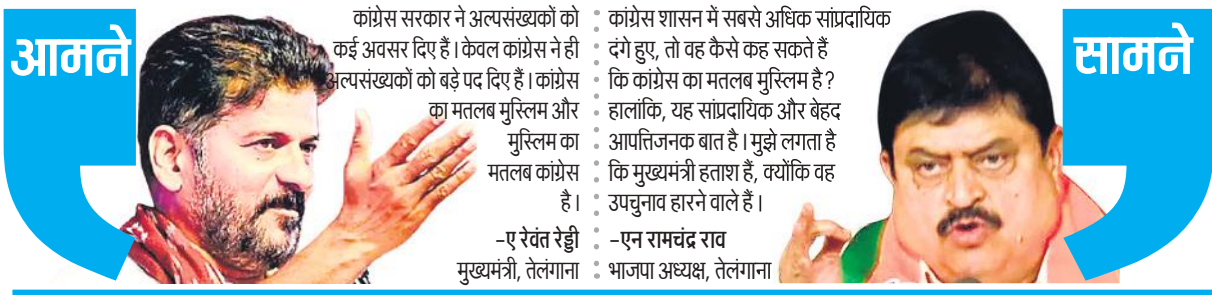 आमने
कांग्रेस सरकार ने अल्पसंख्यकों को
कई अवसर दिए हैं। केवल कांग्रेस ने ही
अल्पसंख्यकों को बड़े पद दिए हैं। कांग्रेस
का मतलब मुस्लिम और
मुस्लिम का
मतलब कांग्रेस
है।
-ए रेवंत रेड्डी
मुख्यमंत्री, तेलंगाना
कांग्रेस शासन में सबसे अधिक सांप्रदायिक
दंगे हुए, तो वह कैसे कह सकते हैं
कि कांग्रेस का मतलब मुस्लिम है?
हालांकि, यह सांप्रदायिक और बेहद
आपत्तिजनक बात है। मुझे लगता है
कि मुख्यमंत्री हताश हैं, क्योंकि वह
उपचुनाव हारने वाले हैं।
-एन रामचंद्र राव
भाजपा अध्यक्ष, तेलंगाना
सामने